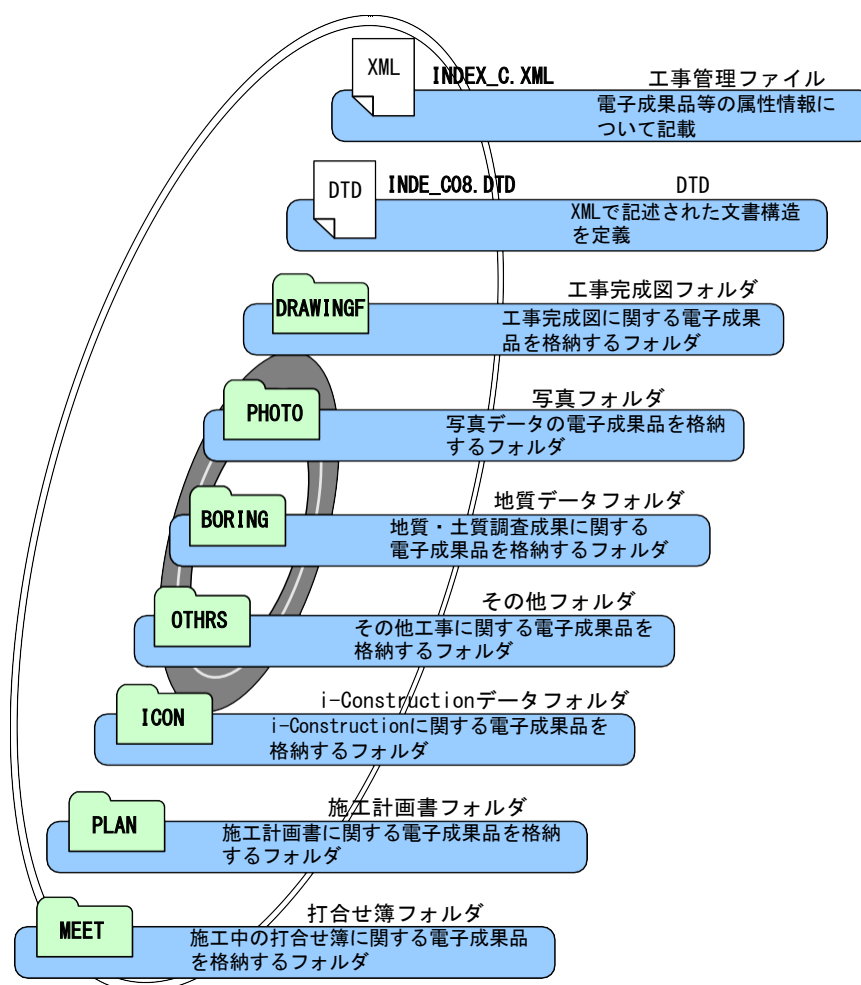 XML
INDEX_C.XML
工事管理ファイル
電子成果品等の属性情報に
ついて記載
DTD
INDE_C08.DTD
DTD
XMLで記述された文書構造
を定義
DRAWINGF
工事完成図フォルダ
工事完成図に関する電子成果
品を格納するフォルダ
PHOTO
写真フォルダ
写真データの電子成果品を格納
するフォルダ
BORING
地質データフォルダ
地質・土質調査成果に関する
電子成果品を格納するフォルダ
OTHRS
その他フォルダ
その他工事に関する電子成果品を
格納するフォルダ
ICON
i-Constructionデータフォルダ
i-Constructionに関する電子成果品を
格納するフォルダ
PLAN
施工計画書フォルダ
施工計画書に関する電子成果品を格納
するフォルダ
MEET
打合せ簿フォルダ
施工中の打合せ簿に関する電子成果品
を格納するフォルダ